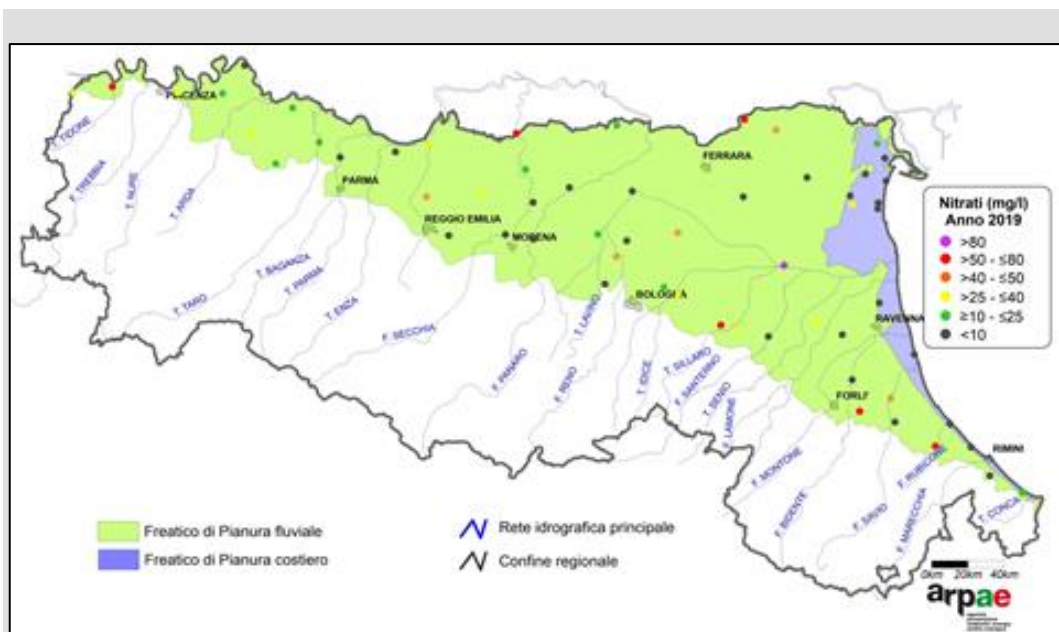 PIACENZA
F. TIDONE
F. TREBBIA
T. NURE
T. ARDA
PARMA
T. TARO
T. BAGANZA
T. PARMA
T. ENZA
REGGIO EMILIA
F. SECCHIA
MODENA
F. PANARO
F. RENO
T. LAVINO
BOLOGNA
T. IDICE
FERRARA
T. SILLARO
F. SANTERNO
T. SENIO
F. LAMONE
RAVENNA
FORLI'
F. MONTONE
F. BIDENTE
F. SAVIO
F. RUBICONE
F. MARECCHIA
RIMINI
T. CONCA
Nitrati (mg/l)
Anno 2019
>80
>50 - ≤80
>40 - ≤50
>25 - ≤40
≥10 - ≤25
<10
Freatico di Pianura fluviale
Freatico di Pianura costiero
Rete idrografica principale
Confine regionale
0km 20km 40km
arpae